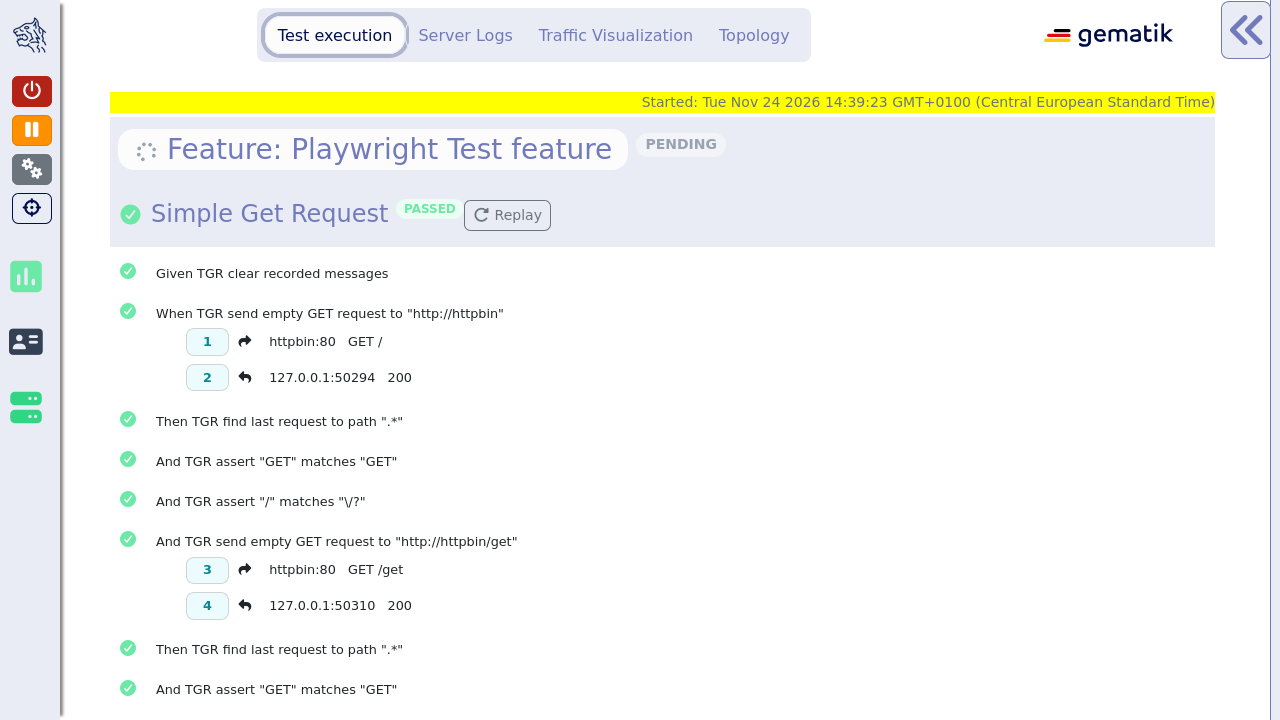 Test execution Server Logs Traffic Visualization Topology
gematik
Started: Tue Nov 24 2026 14:39:23 GMT+0100 (Central European Standard Time)
Feature: Playwright Test feature PENDING
Simple Get Request PASSED Replay
Given TGR clear recorded messages
When TGR send empty GET request to "http://httpbin"
1 httpbin:80 GET /
2 127.0.0.1:50294 200
Then TGR find last request to path ".*"
And TGR assert "GET" matches "GET"
And TGR assert "/" matches "\/?"
And TGR send empty GET request to "http://httpbin/get"
3 httpbin:80 GET /get
4 127.0.0.1:50310 200
Then TGR find last request to path ".*"
And TGR assert "GET" matches "GET"